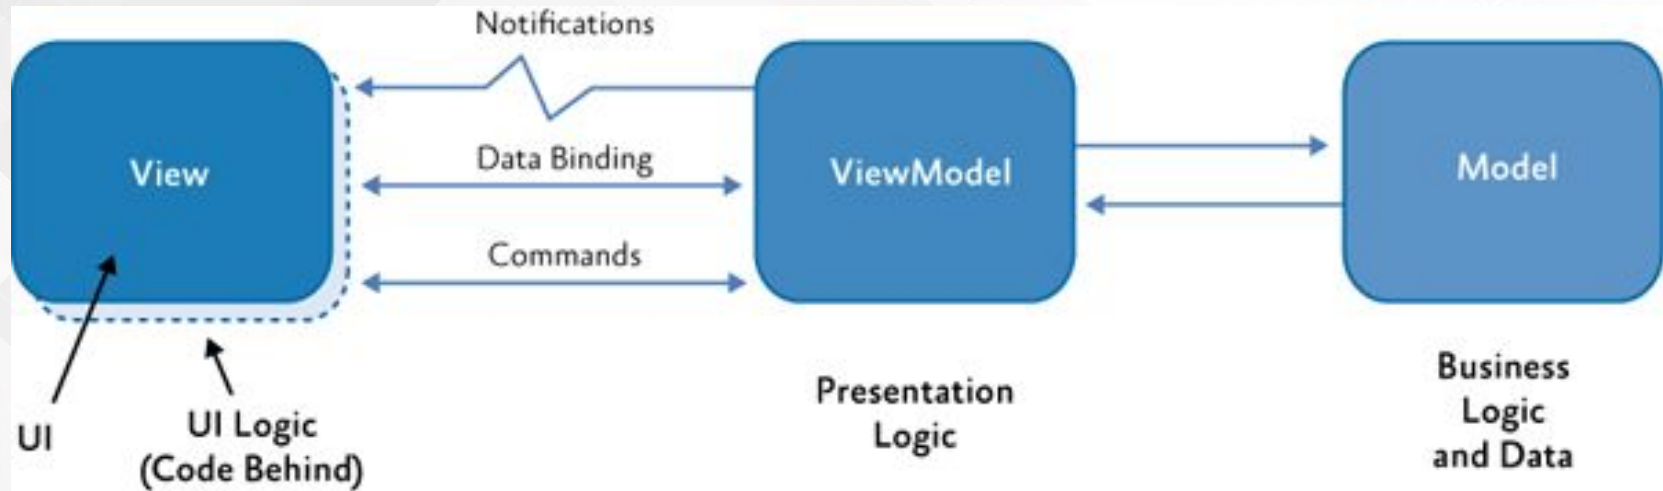 Notifications
View
Data Binding
ViewModel
Model
Commands
UI
UI Logic
(Code Behind)
Presentation
Logic
Business
Logic
and Data